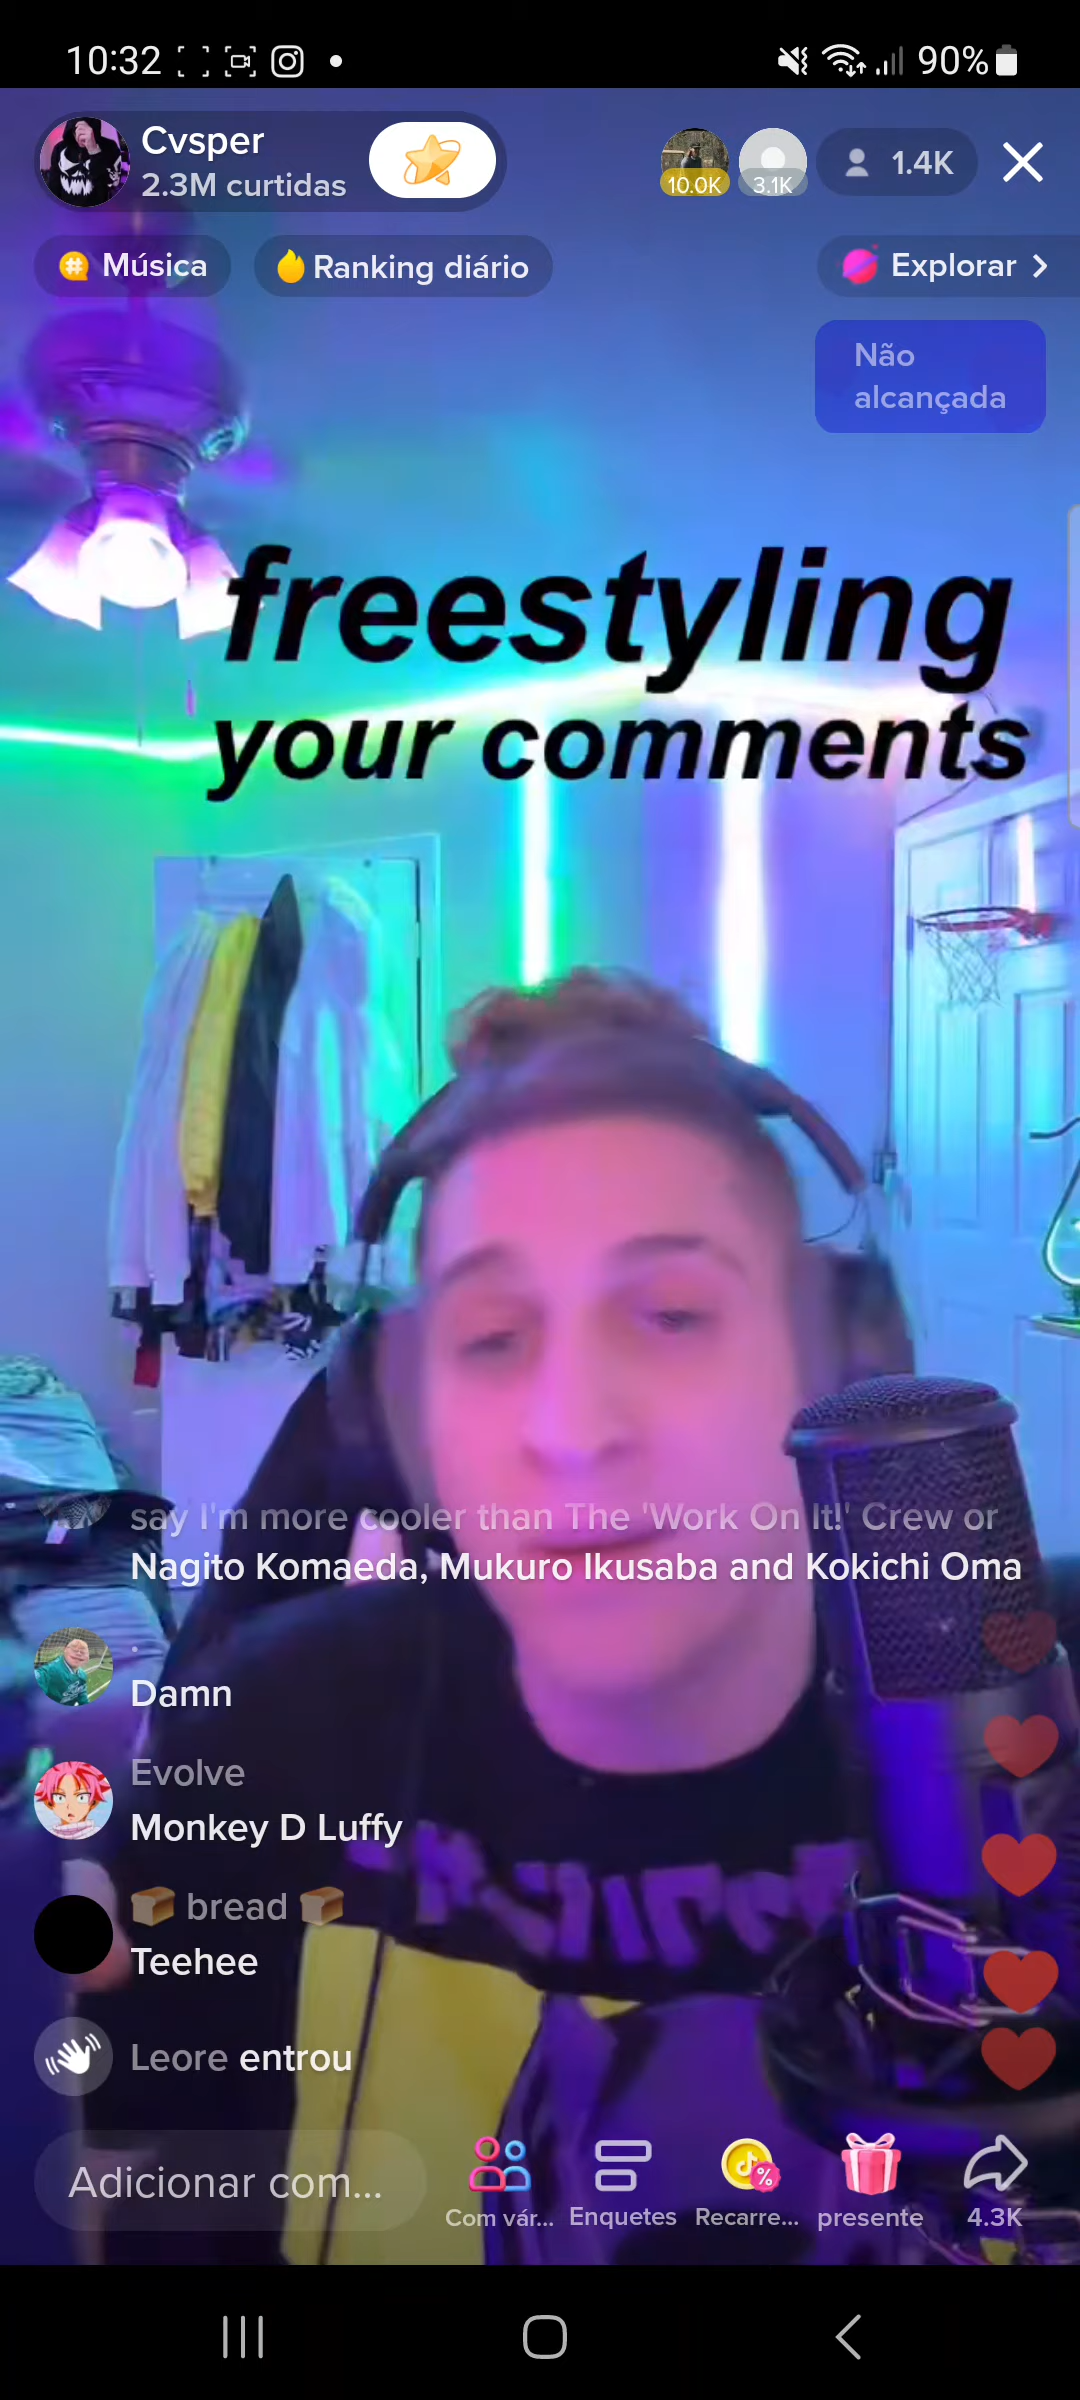 10:32
90%
Cvsper
2.3M curtidas
10.0K
3.1K
1.4K
Música
Ranking diário
Explorar
Não
alcançada
freestyling
your comments
say I'm more cooler than The 'Work On It!' Crew or
Nagito Komaeda, Mukuro Ikusaba and Kokichi Oma
.
Damn
Evolve
Monkey D Luffy
🍞 bread 🍞
Teehee
Leore entrou
Adicionar com...
Com vár...
Enquetes
Recarre...
presente
4.3K